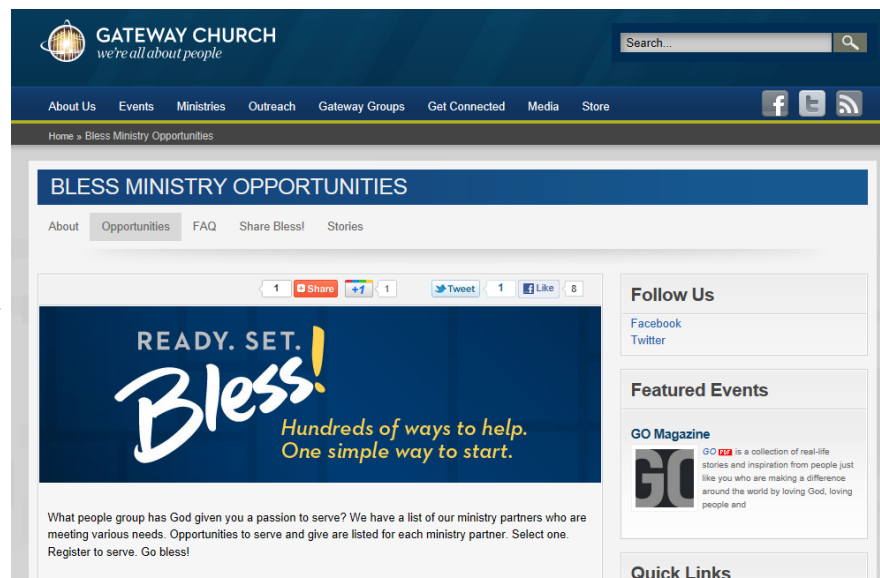 GATEWAY CHURCH
we're all about people
Search...
About Us Events Ministries Outreach Gateway Groups Get Connected Media Store
Home » Bless Ministry Opportunities
BLESS MINISTRY OPPORTUNITIES
About Opportunities FAQ Share Bless! Stories
1 Share +1 1 Tweet 1 Like 8
READY. SET.
Bless!
Hundreds of ways to help.
One simple way to start.
What people group has God given you a passion to serve? We have a list of our ministry partners who are
meeting various needs. Opportunities to serve and give are listed for each ministry partner. Select one.
Register to serve. Go bless!
Follow Us
Facebook
Twitter
Featured Events
GO Magazine
GO
GO PDF is a collection of real-life
stories and inspiration from people just
like you who are making a difference
around the world by loving God, loving
people and
Quick Links